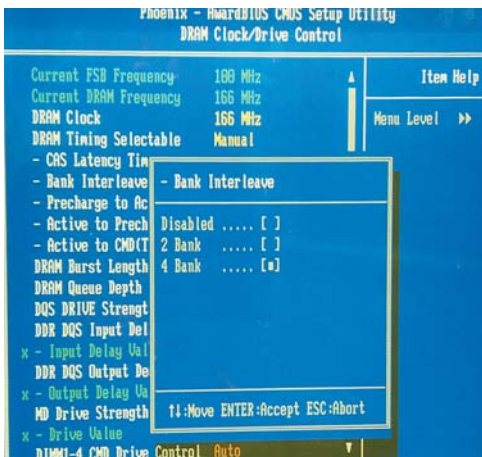 Phoenix - AwardBIOS CMOS Setup Utility
DRAM Clock/Drive Control
Current FSB Frequency 100 MHz
Current DRAM Frequency 166 MHz
DRAM Clock 166 MHz
DRAM Timing Selectable Manual
- CAS Latency Tim
- Bank Interleave
- Precharge to Ac
- Active to Prech
- Active to CMD(T
DRAM Burst Length
DRAM Queue Depth
DQS DRIVE Strengt
DDR DQS Input Del
x - Input Delay Val
DDR DQS Output De
x - Output Delay Va
MD Drive Strength
x - Drive Value
DIMM1-4 CMD Drive Control Auto
Item Help
Menu Level ▸▸
- Bank Interleave
Disabled ..... [ ]
2 Bank ..... [ ]
4 Bank ..... [■]
↑↓:Move ENTER:Accept ESC:Abort